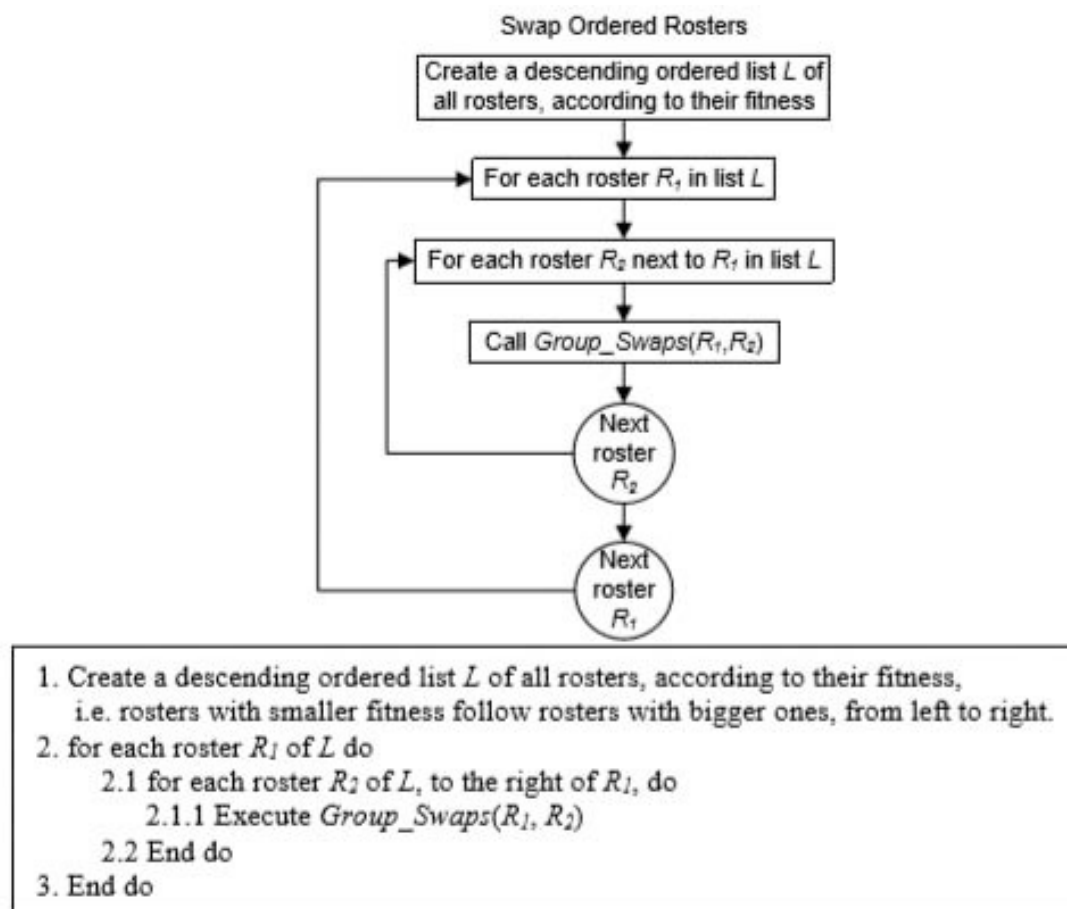 Swap Ordered Rosters
Create a descending ordered list L of
all rosters, according to their fitness
For each roster R₁ in list L
For each roster R₂ next to R₁ in list L
Call Group_Swaps(R₁,R₂)
Next
roster
R₂
Next
roster
R₁
1. Create a descending ordered list L of all rosters, according to their fitness,
i.e. rosters with smaller fitness follow rosters with bigger ones, from left to right.
2. for each roster R₁ of L do
2.1 for each roster R₂ of L, to the right of R₁, do
2.1.1 Execute Group_Swaps(R₁, R₂)
2.2 End do
3. End do